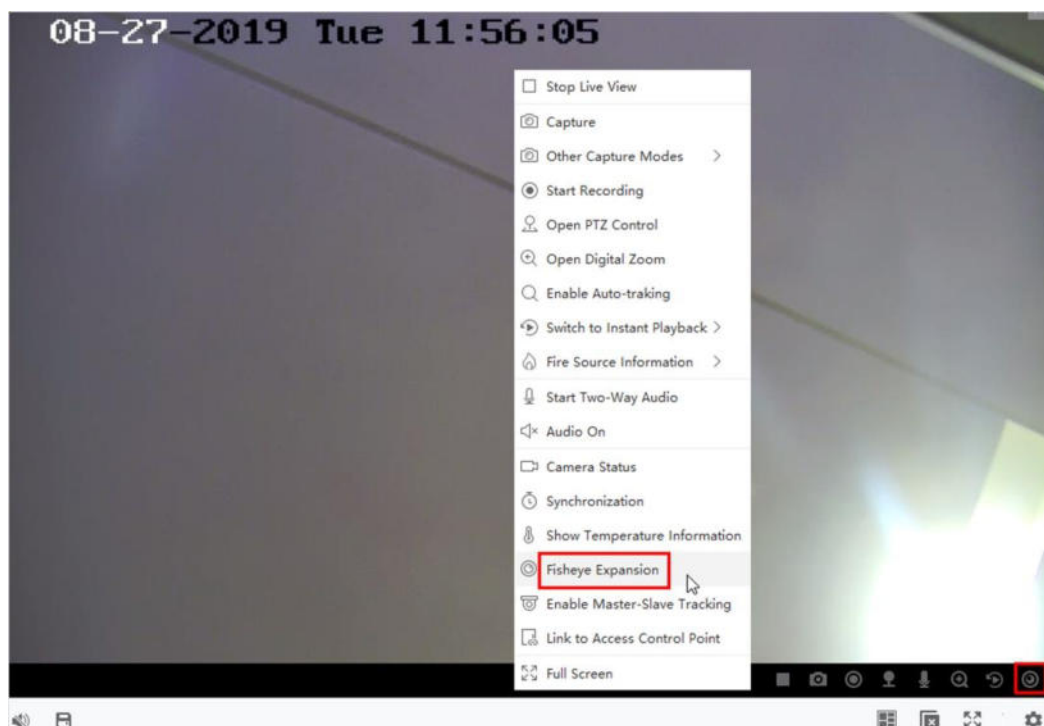 08-27-2019 Tue 11:56:05
Stop Live View
Capture
Other Capture Modes
Start Recording
Open PTZ Control
Open Digital Zoom
Enable Auto-traking
Switch to Instant Playback
Fire Source Information
Start Two-Way Audio
Audio On
Camera Status
Synchronization
Show Temperature Information
Fisheye Expansion
Enable Master-Slave Tracking
Link to Access Control Point
Full Screen